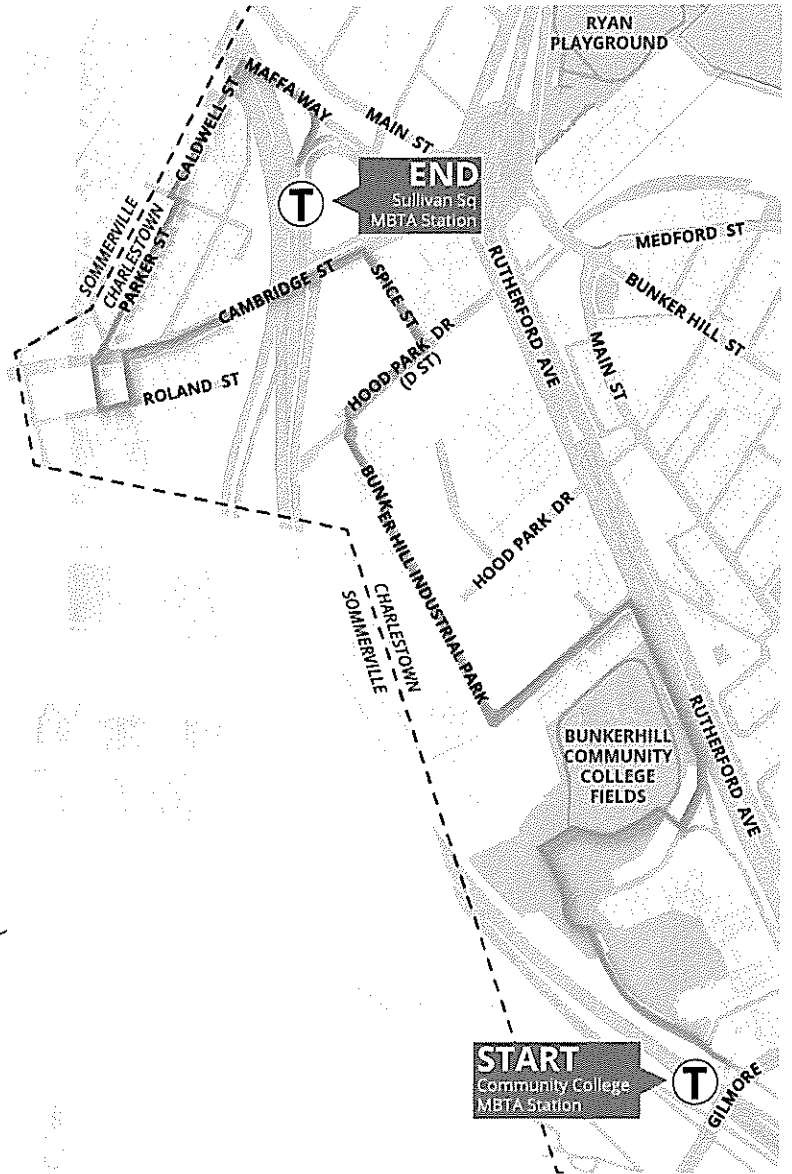 RYAN
PLAYGROUND
MAFFA WAY
MAIN ST
CALDWELL ST
END
Sullivan Sq
MBTA Station
T
SOMMERVILLE
CHARLESTOWN
PARKER ST
MEDFORD ST
CAMBRIDGE ST
SPICE ST
RUTHERFORD AVE
BUNKER HILL ST
MAIN ST
HOOD PARK DR
(D ST)
ROLAND ST
BUNKER HILL INDUSTRIAL PARK
HOOD PARK DR
CHARLESTOWN
SOMMERVILLE
RUTHERFORD AVE
BUNKERHILL
COMMUNITY
COLLEGE
FIELDS
START
Community College
MBTA Station
T
GILMORE